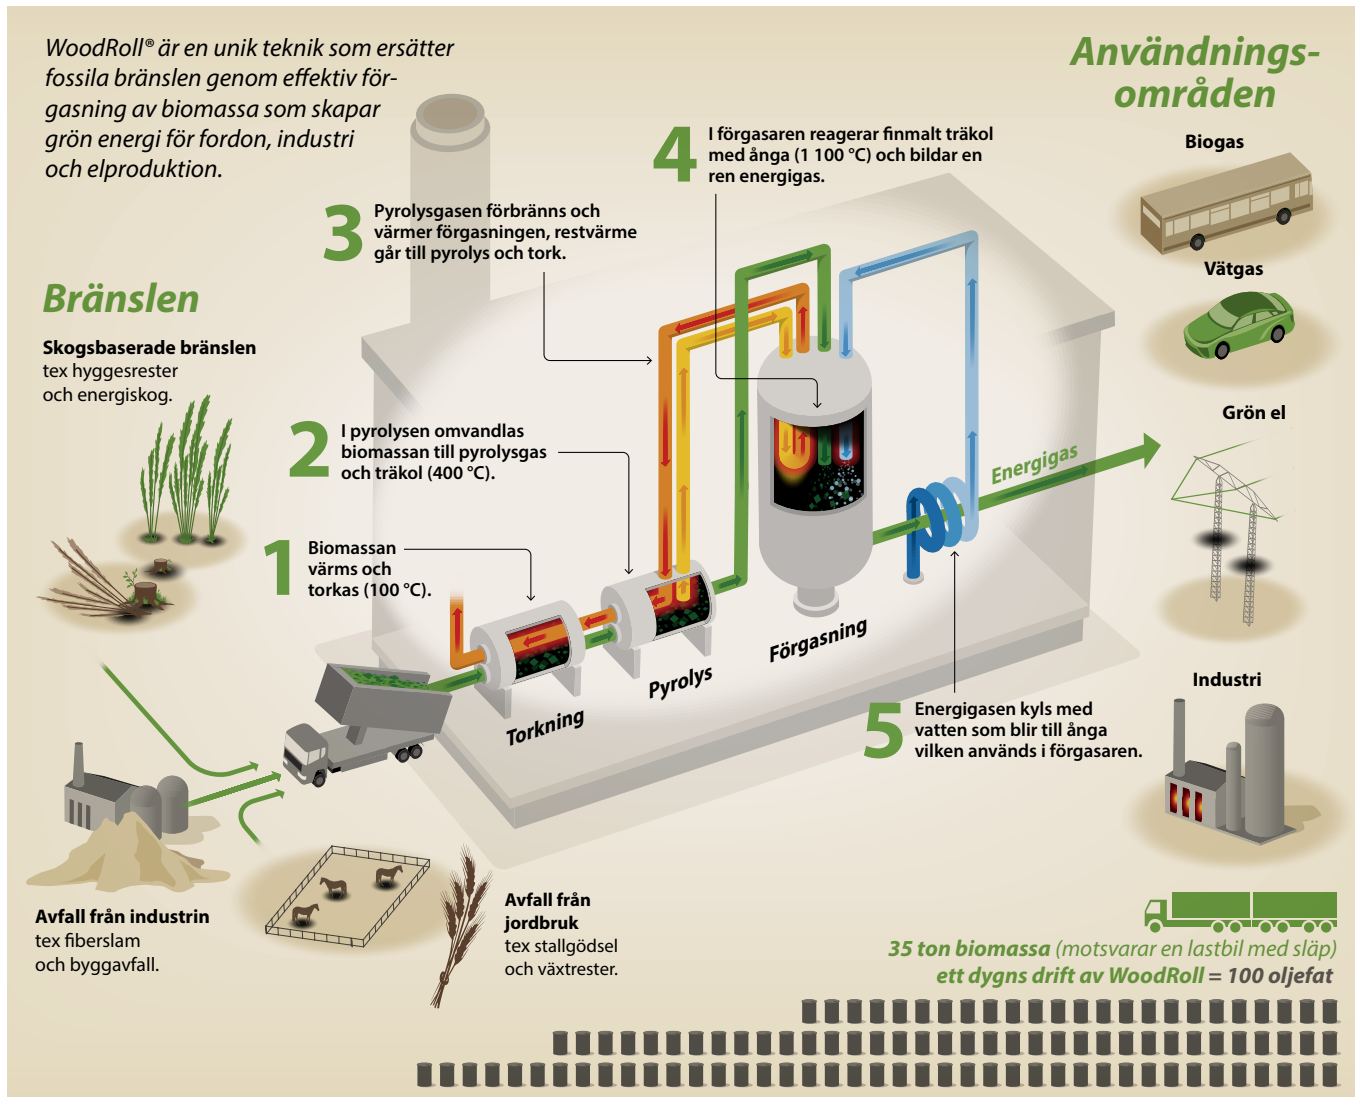 WoodRoll® är en unik teknik som ersätter
fossila bränslen genom effektiv för-
gasning av biomassa som skapar
grön energi för fordon, industri
och elproduktion.
Användnings-
områden
Biogas
Vätgas
Grön el
Industri
4
I förgasaren reagerar finmalt träkol
med ånga (1 100 °C) och bildar en
ren energigas.
3
Pyrolysgasen förbränns och
värmer förgasningen, restvärme
går till pyrolys och tork.
Bränslen
Skogsbaserade bränslen
tex hyggesrester
och energiskog.
2
I pyrolysen omvandlas
biomassan till pyrolysgas
och träkol (400 °C).
1
Biomassan
värms och
torkas (100 °C).
Energigas
Förgasning
Pyrolys
Torkning
5
Energigasen kyls med
vatten som blir till ånga
vilken används i förgasaren.
Avfall från industrin
tex fiberslam
och byggavfall.
Avfall från
jordbruk
tex stallgödsel
och växtrester.
35 ton biomassa (motsvarar en lastbil med släp)
ett dygns drift av WoodRoll = 100 oljefat